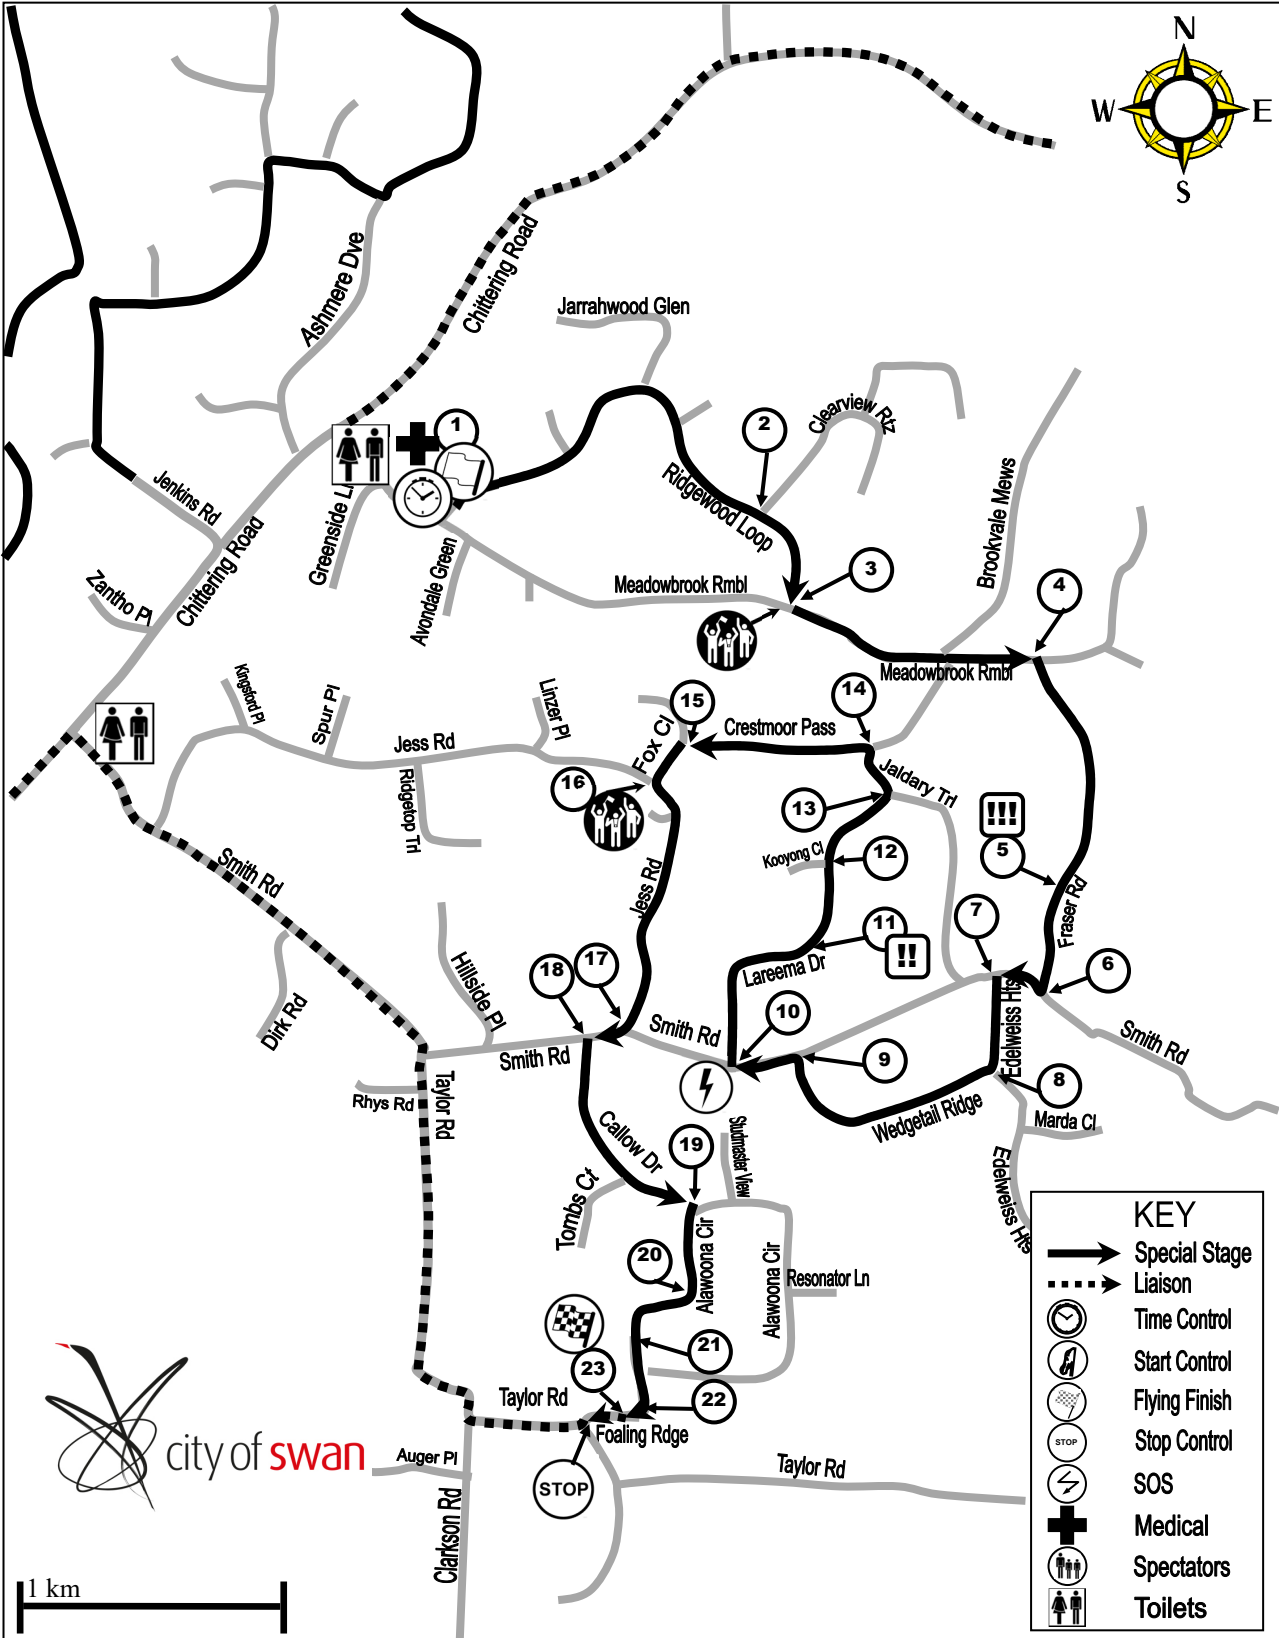 N
W E
S
Chittering Road
Ashmere Dve
Jarrahwood Glen
1
2
Clearview Rtz
Ridgewood Loop
Jenkins Rd
Chittering Road
Greenside L
Avondale Green
Zantho Pl
Brookvale Mews
Meadowbrook Rmbl
3
4
Meadowbrook Rmbl
Kingsford Pl
Spur Pl
Jess Rd
Ridgetop Trl
Linzer Pl
Fox Cl
15
Crestmoor Pass
14
16
Jaldary Trl
13
!!!
5
Kooyong Cl
12
Smith Rd
Jess Rd
Fraser Rd
7
11
!!
Lareema Dr
6
Hillside Pl
Dirk Rd
18
17
Smith Rd
10
Edelweiss Hts
Smith Rd
Smith Rd
9
8
Taylor Rd
Rhys Rd
Wedgetail Ridge
Marda Cl
Callow Dr
19
Studmaster View
Tombs Ct
Edelweiss Hts
20
Alawoona Cir
Alawoona Cir
Resonator Ln
21
23
22
Taylor Rd
Foaling Rdge
Auger Pl
STOP
Taylor Rd
Clarkson Rd
city of swan
1 km
KEY
Special Stage
Liaison
Time Control
Start Control
Flying Finish
STOP Stop Control
SOS
Medical
Spectators
Toilets